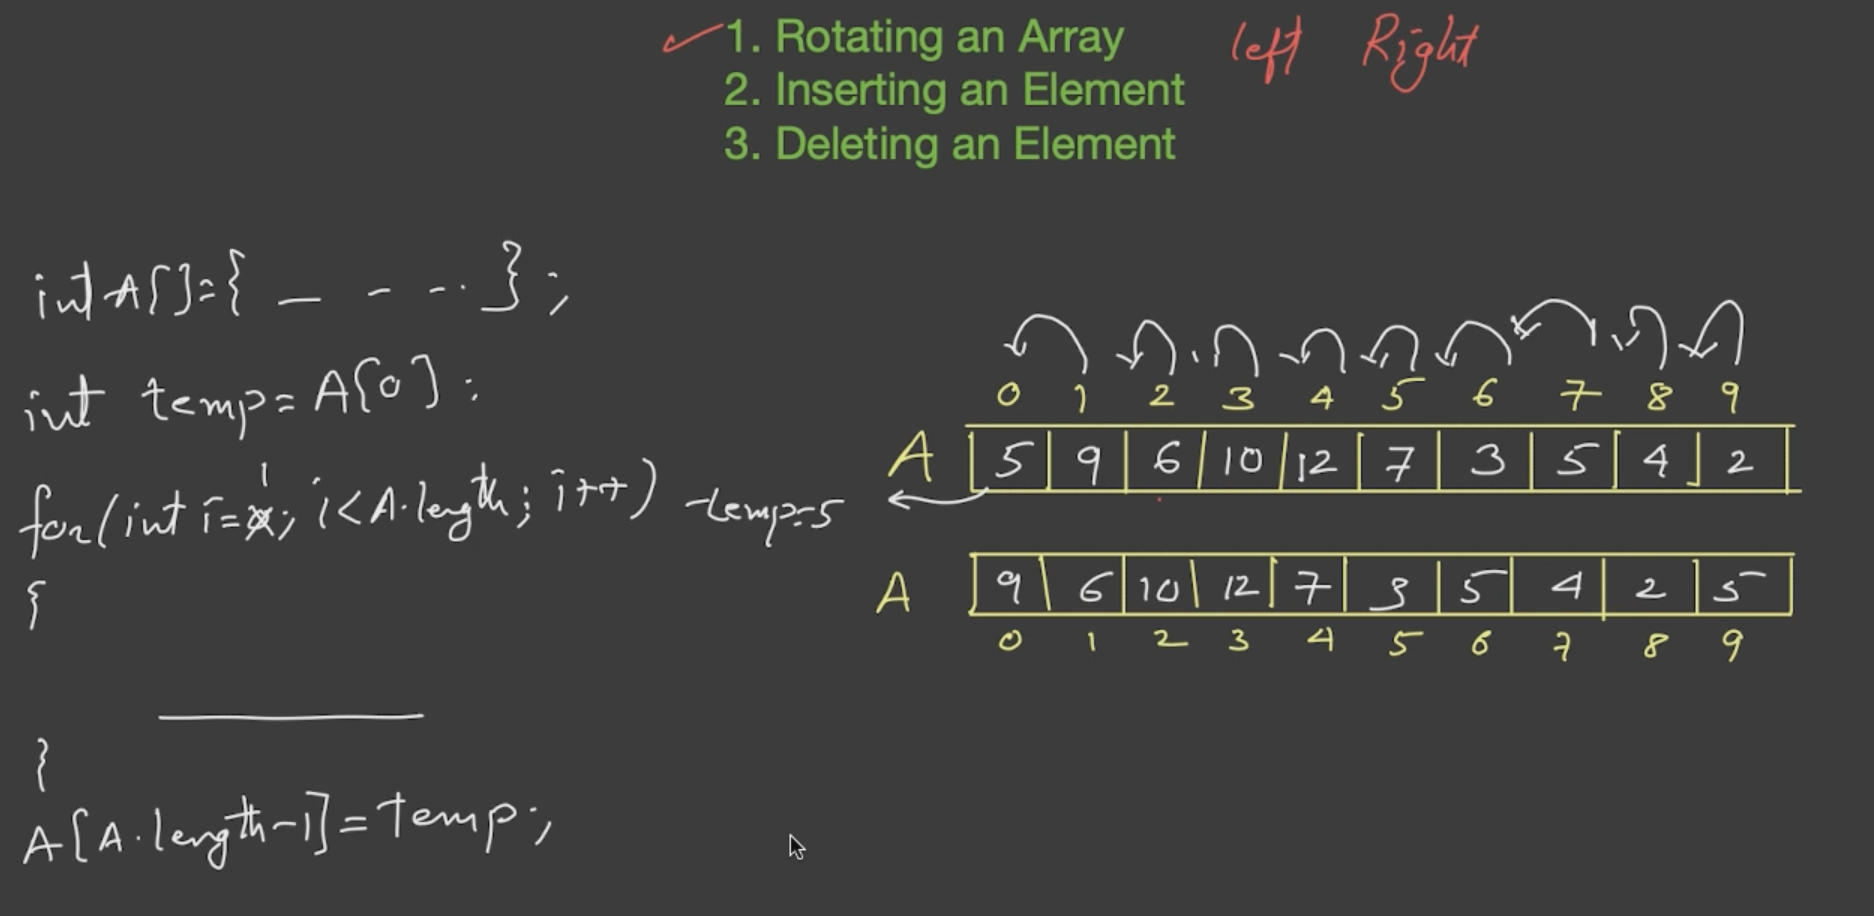 1. Rotating an Array left Right
2. Inserting an Element
3. Deleting an Element
int A[]={ _ - -.. };
int temp=A[0];
for(int i=1; i<A.length; i++)
{
}
A[A.length-1]=temp;
0 1 2 3 4 5 6 7 8 9
A 5 9 6 10 12 7 3 5 4 2
temp=5
A 9 6 10 12 7 3 5 4 2 5
0 1 2 3 4 5 6 7 8 9